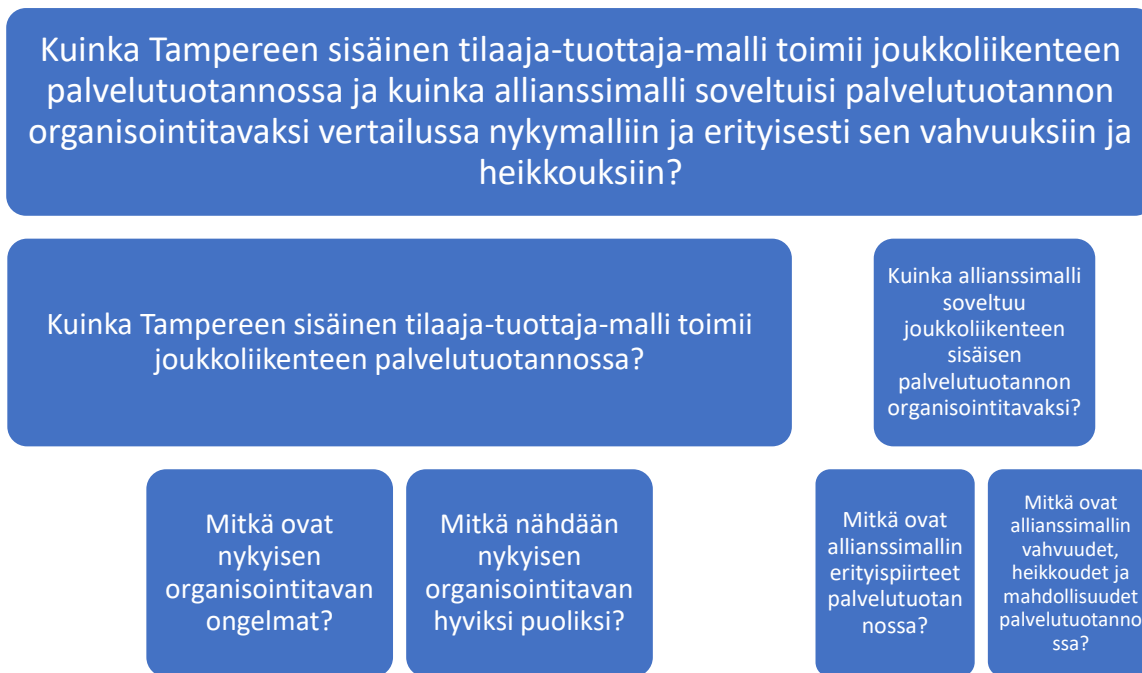 Kuinka Tampereen sisäinen tilaaja-tuottaja-malli toimii joukkoliikenteen
palvelutuotannossa ja kuinka allianssimalli soveltuisi palvelutuotannon
organisointitavaksi vertailussa nykymalliin ja erityisesti sen vahvuuksiin ja
heikkouksiin?
Kuinka Tampereen sisäinen tilaaja-tuottaja-malli toimii
joukkoliikenteen palvelutuotannossa?
Kuinka allianssimalli
soveltuu
joukkoliikenteen
sisäisen
palvelutuotannon
organisointitavaksi?
Mitkä ovat
nykyisen
organisointitavan
ongelmat?
Mitkä nähdään
nykyisen
organisointitavan
hyviksi puoliksi?
Mitkä ovat
allianssimallin
erityispiirteet
palvelutuotan
nossa?
Mitkä ovat
allianssimallin
vahvuudet,
heikkoudet ja
mahdollisuudet
palvelutuotanno
ssa?